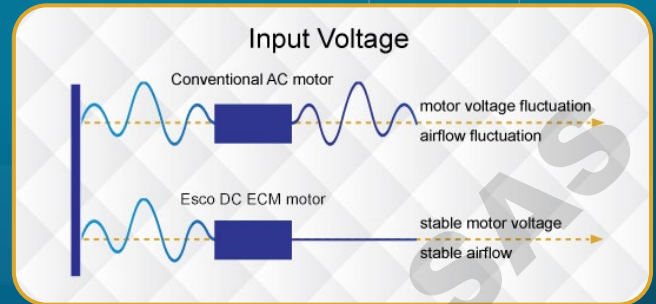 Input Voltage
Conventional AC motor
motor voltage fluctuation
airflow fluctuation
Esco DC ECM motor
stable motor voltage
stable airflow
SAS